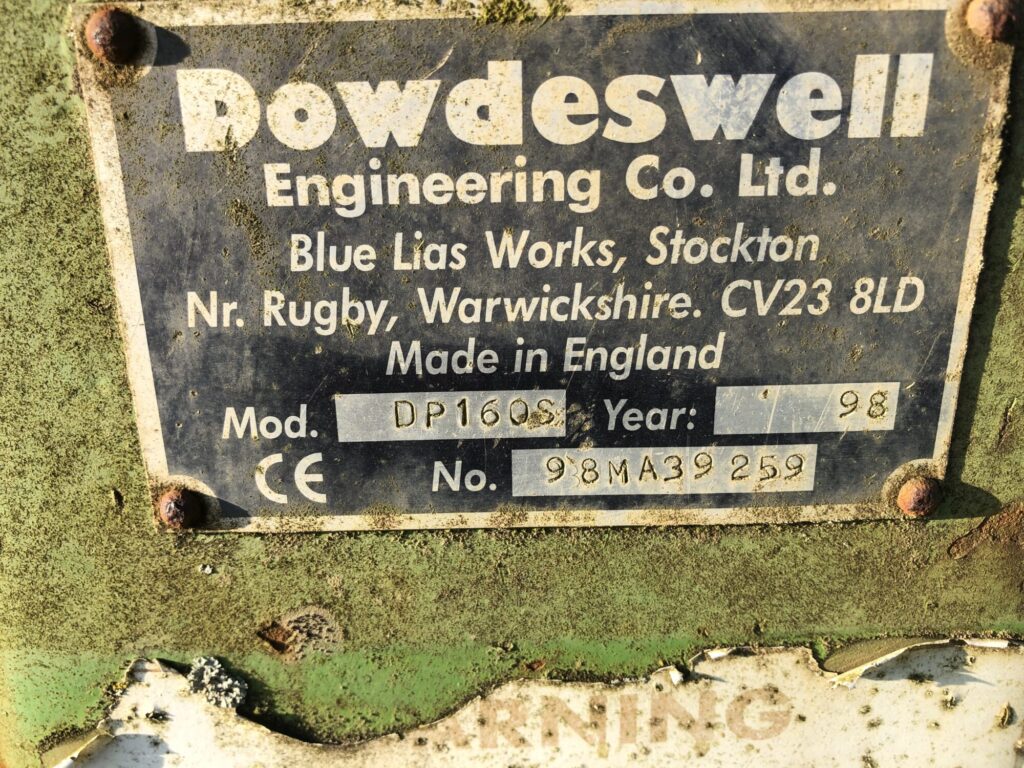 Dowdeswell
Engineering Co. Ltd.
Blue Lias Works, Stockton
Nr. Rugby, Warwickshire. CV23 8LD
Made in England
Mod. DP160S Year: 98
CE No. 98MA39259
ARNING